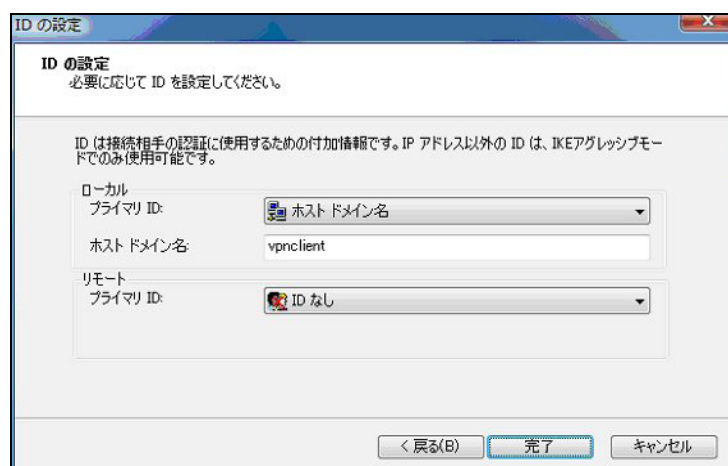 ID の設定
ID の設定
必要に応じて ID を設定してください。
ID は接続相手の認証に使用するための付加情報です。IP アドレス以外の ID は、IKEアグレッシブモー
ドでのみ使用可能です。
ローカル
プライマリ ID:
ホスト ドメイン名
ホスト ドメイン名:
vpnclient
リモート
プライマリ ID:
ID なし
< 戻る(B)
完了
キャンセル